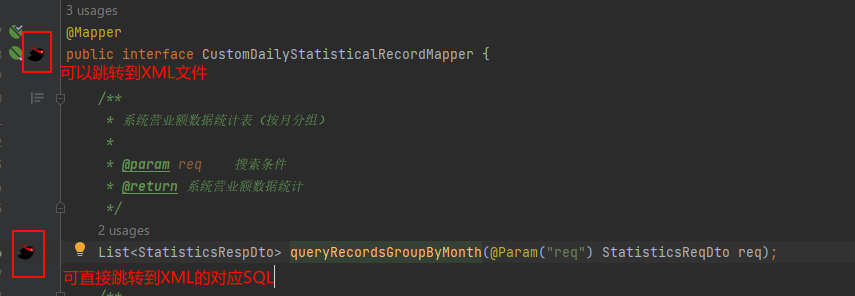 3 usages
@Mapper
public interface CustomDailyStatisticalRecordMapper {
可以跳转到XML文件
/**
* 系统营业额数据统计表（按月分组）
*
* @param req 搜索条件
* @return 系统营业额数据统计
*/
2 usages
List<StatisticsRespDto> queryRecordsGroupByMonth(@Param("req") StatisticsReqDto req);
可直接跳转到XML的对应SQL
/**